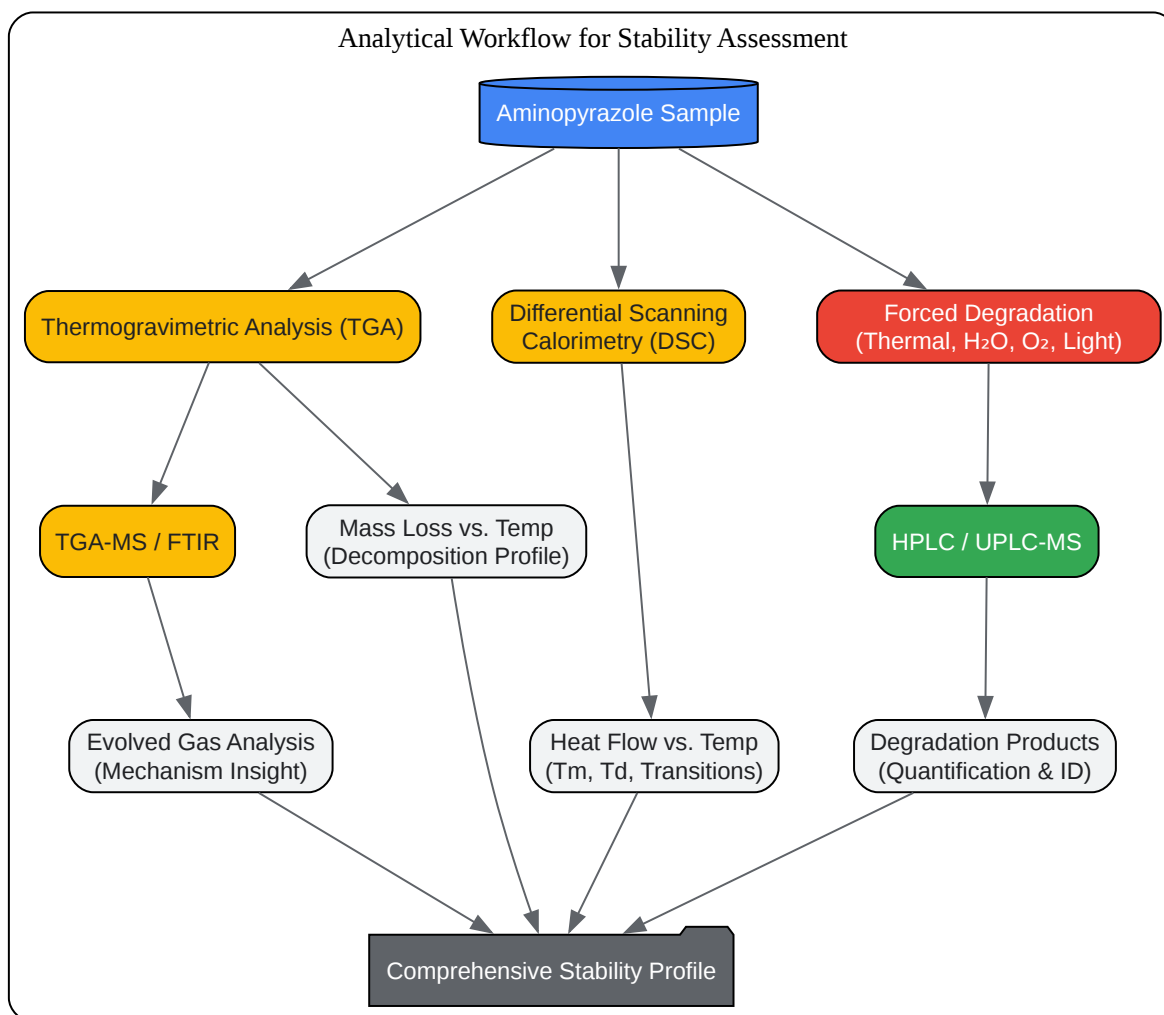 Analytical Workflow for Stability Assessment
Aminopyrazole Sample
Thermogravimetric Analysis (TGA)
Differential Scanning
Calorimetry (DSC)
Forced Degradation
(Thermal, H₂O, O₂, Light)
TGA-MS / FTIR
Mass Loss vs. Temp
(Decomposition Profile)
HPLC / UPLC-MS
Evolved Gas Analysis
(Mechanism Insight)
Heat Flow vs. Temp
(Tm, Td, Transitions)
Degradation Products
(Quantification & ID)
Comprehensive Stability Profile